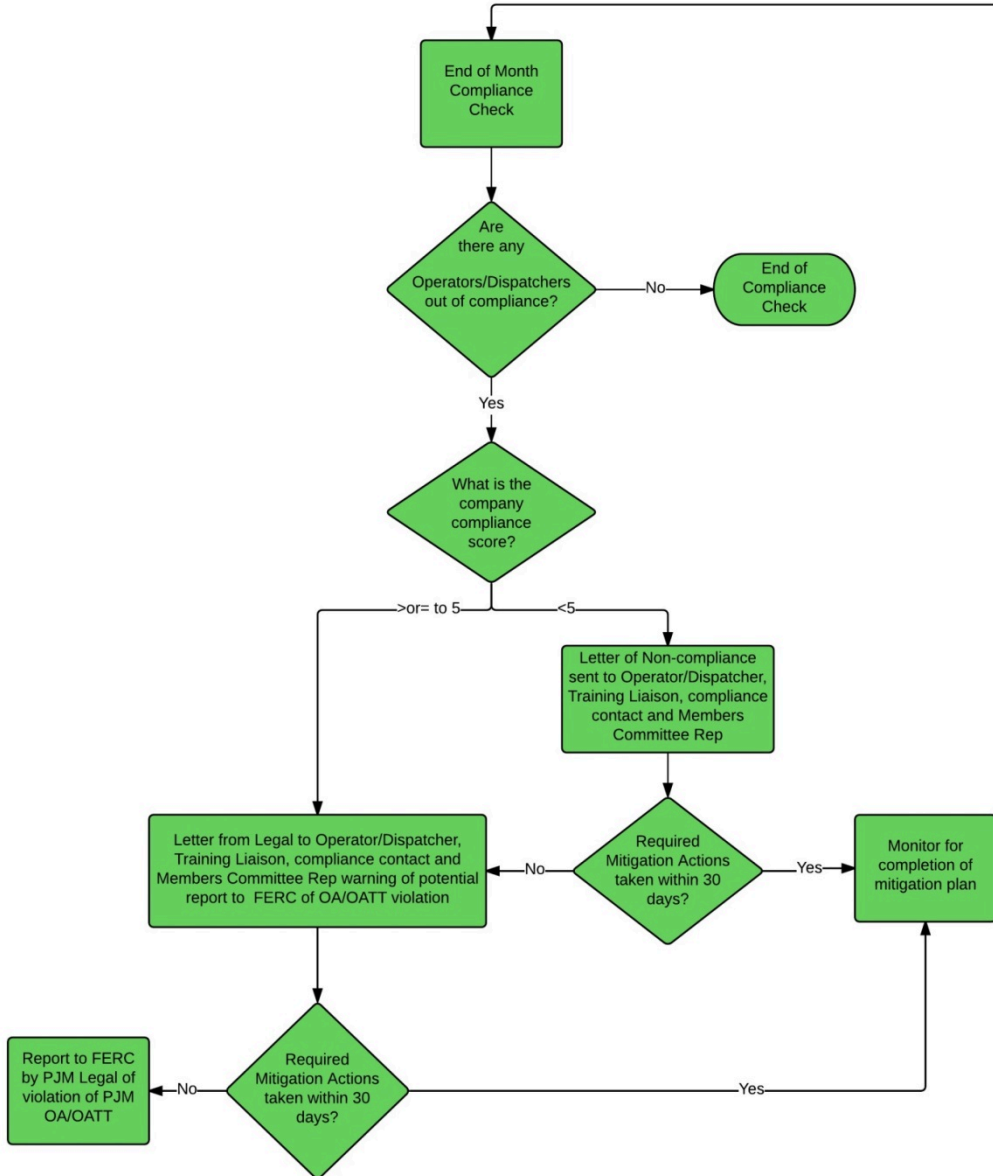 End of Month
Compliance
Check
Are
there any
Operators/Dispatchers
out of compliance?
No
End of
Compliance
Check
Yes
What is the
company
compliance
score?
>or= to 5
<5
Letter of Non-compliance
sent to Operator/Dispatcher,
Training Liaison, compliance
contact and Members
Committee Rep
Letter from Legal to Operator/Dispatcher,
Training Liaison, compliance contact and
Members Committee Rep warning of potential
report to  FERC of OA/OATT violation
No
Required
Mitigation Actions
taken within 30
days?
Yes
Monitor for
completion of
mitigation plan
Report to FERC
by PJM Legal of
violation of PJM
OA/OATT
No
Required
Mitigation Actions
taken within 30
days?
Yes